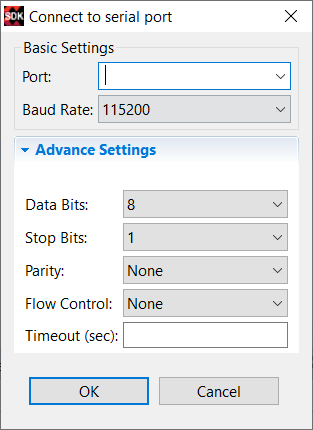 SDK Connect to serial port
Basic Settings
Port:
Baud Rate: 115200
Advance Settings
Data Bits: 8
Stop Bits: 1
Parity: None
Flow Control: None
Timeout (sec):
OK Cancel